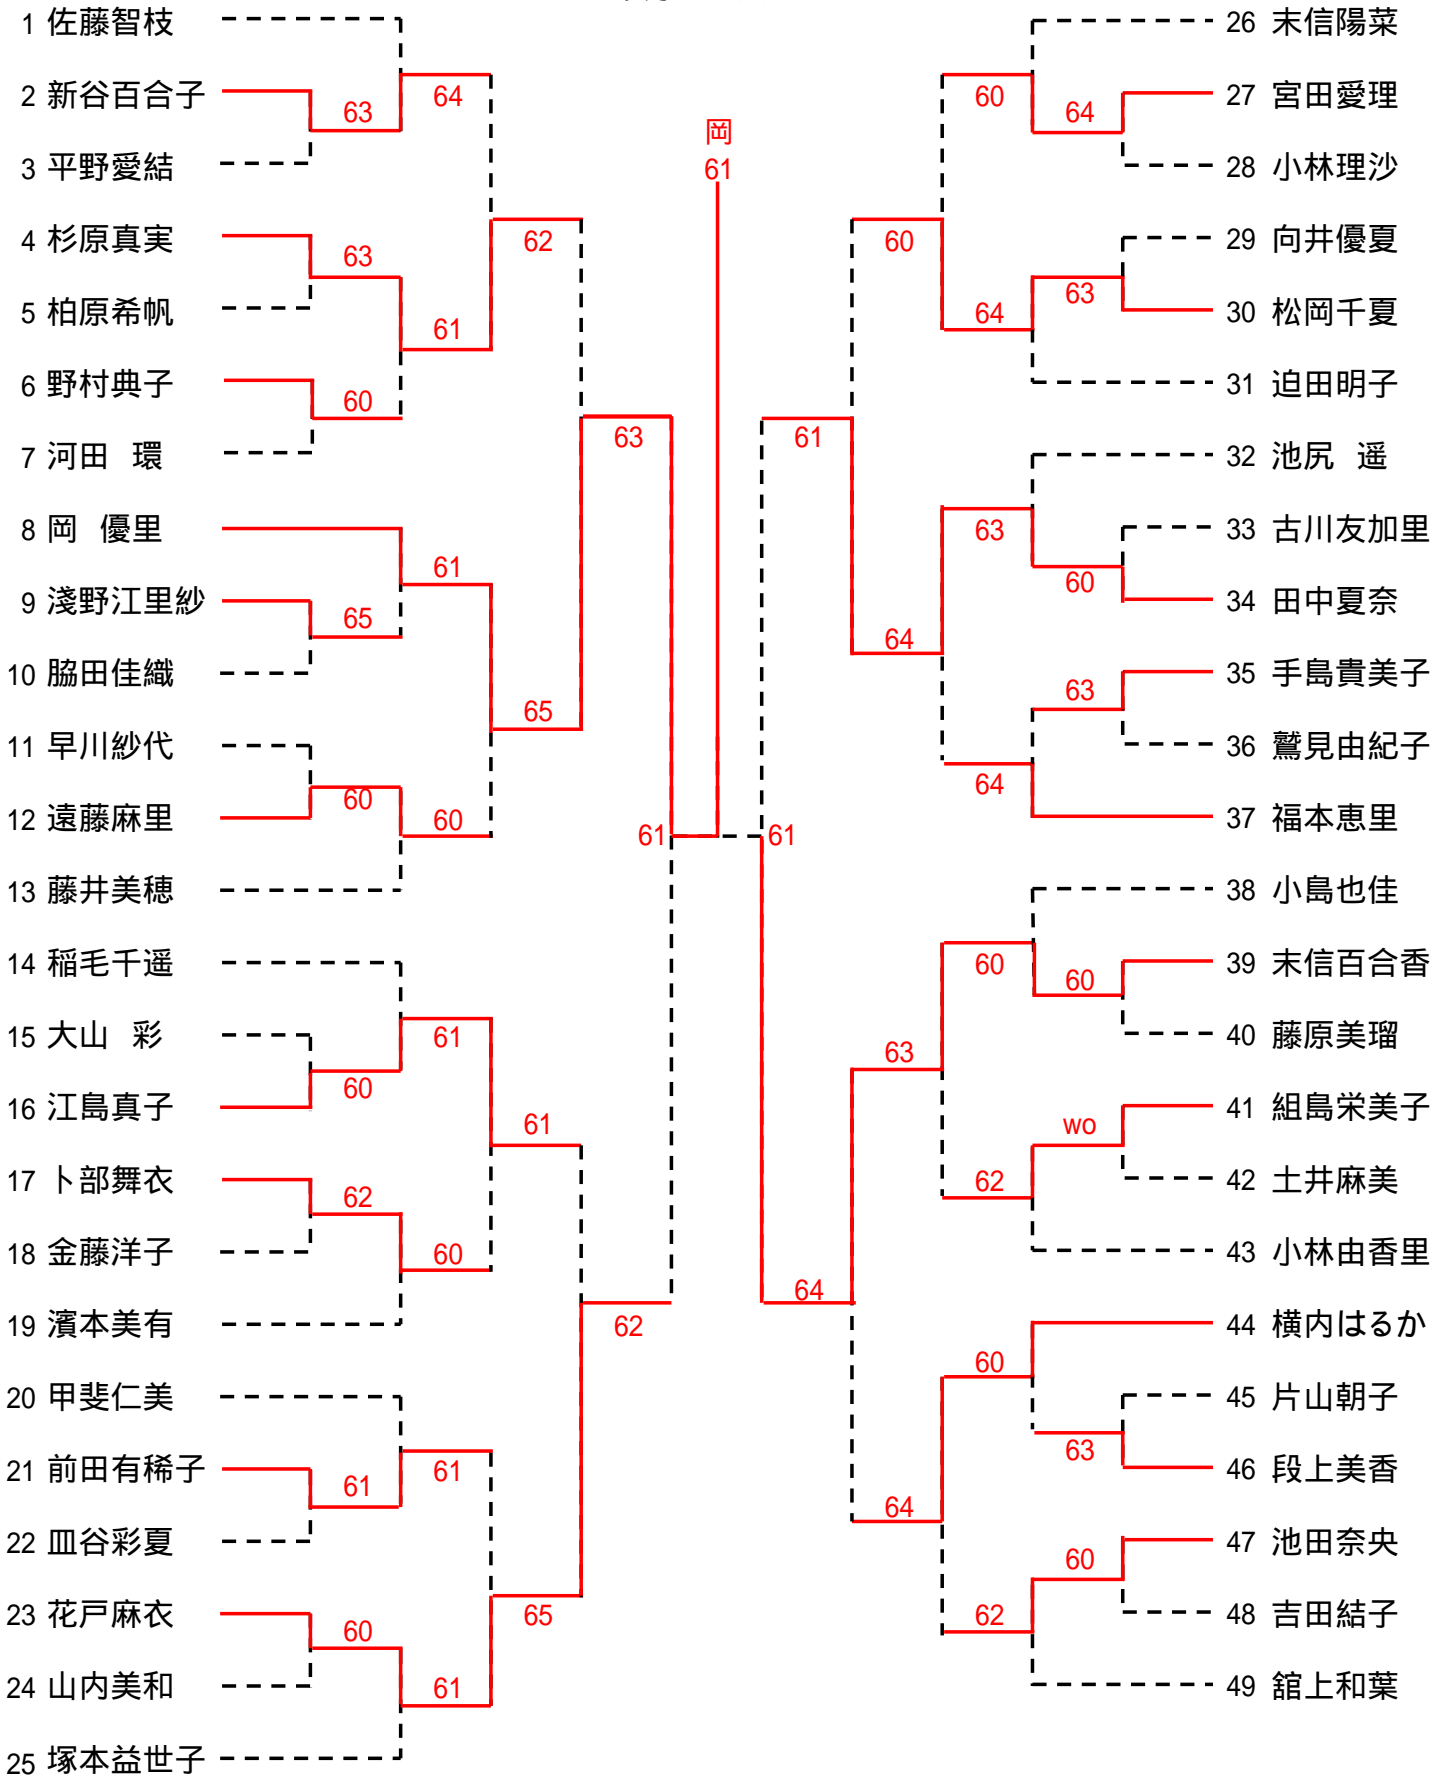 1 佐藤智枝
2 新谷百合子
63
64
3 平野愛結
4 杉原真実
63
62
5 柏原希帆
61
6 野村典子
60
7 河田 環
63
8 岡 優里
61
9 淺野江里紗
65
10 脇田佳織
65
11 早川紗代
60
12 遠藤麻里
60
13 藤井美穂
61
14 稲毛千遥
15 大山 彩
61
60
16 江島真子
61
17 卜部舞衣
62
18 金藤洋子
60
19 濱本美有
62
20 甲斐仁美
21 前田有稀子
61
61
22 皿谷彩夏
23 花戸麻衣
65
60
24 山内美和
61
25 塚本益世子
岡
61
26 末信陽菜
60
64
27 宮田愛理
28 小林理沙
60
29 向井優夏
64
63
30 松岡千夏
31 迫田明子
61
32 池尻 遥
63
33 古川友加里
60
34 田中夏奈
64
35 手島貴美子
63
36 鷲見由紀子
64
37 福本恵里
61
38 小島也佳
60
60
39 末信百合香
40 藤原美瑠
63
41 組島栄美子
wo
62
42 土井麻美
43 小林由香里
64
44 横内はるか
60
45 片山朝子
63
46 段上美香
64
47 池田奈央
60
48 吉田結子
62
49 舘上和葉